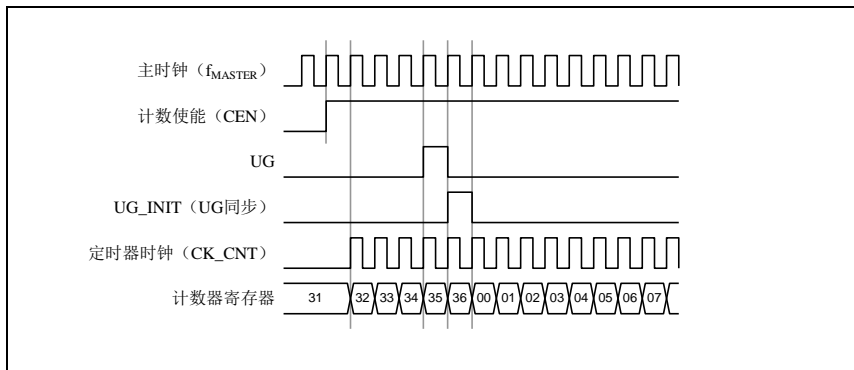 主时钟（fMASTER）
计数使能（CEN）
UG
UG_INIT（UG同步）
定时器时钟（CK_CNT）
计数器寄存器 31 32 33 34 35 36 00 01 02 03 04 05 06 07